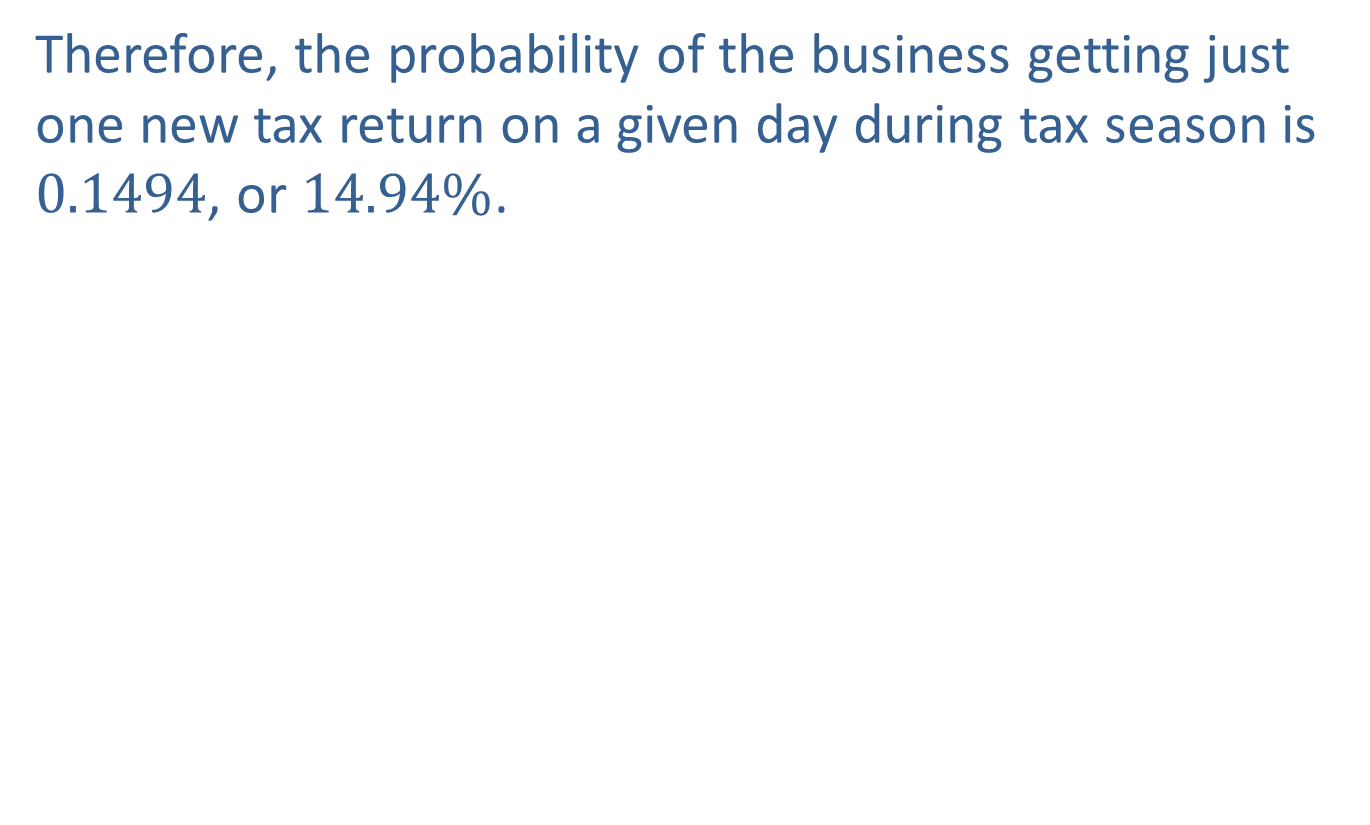 Therefore, the probability of the business getting just
one new tax return on a given day during tax season is
0.1494, or 14.94%.